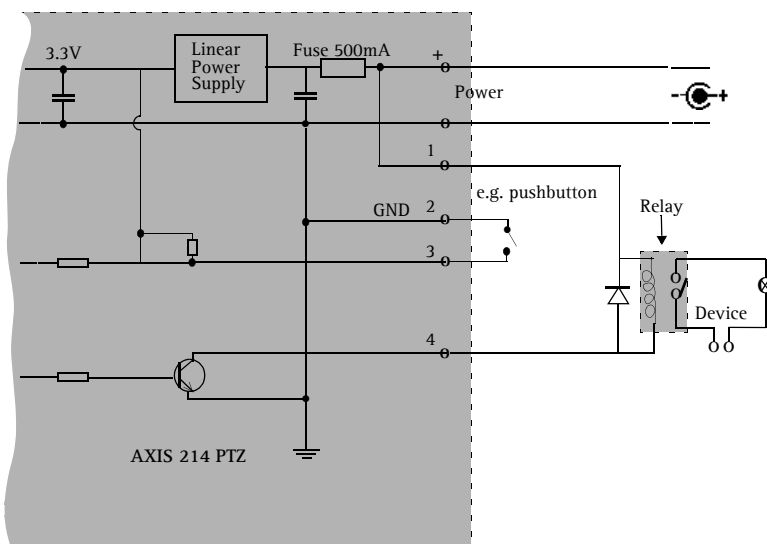 3.3V
Linear
Power
Supply
Fuse 500mA
+
Power
- +
1
e.g. pushbutton
GND 2
Relay
3
Device
4
AXIS 214 PTZ